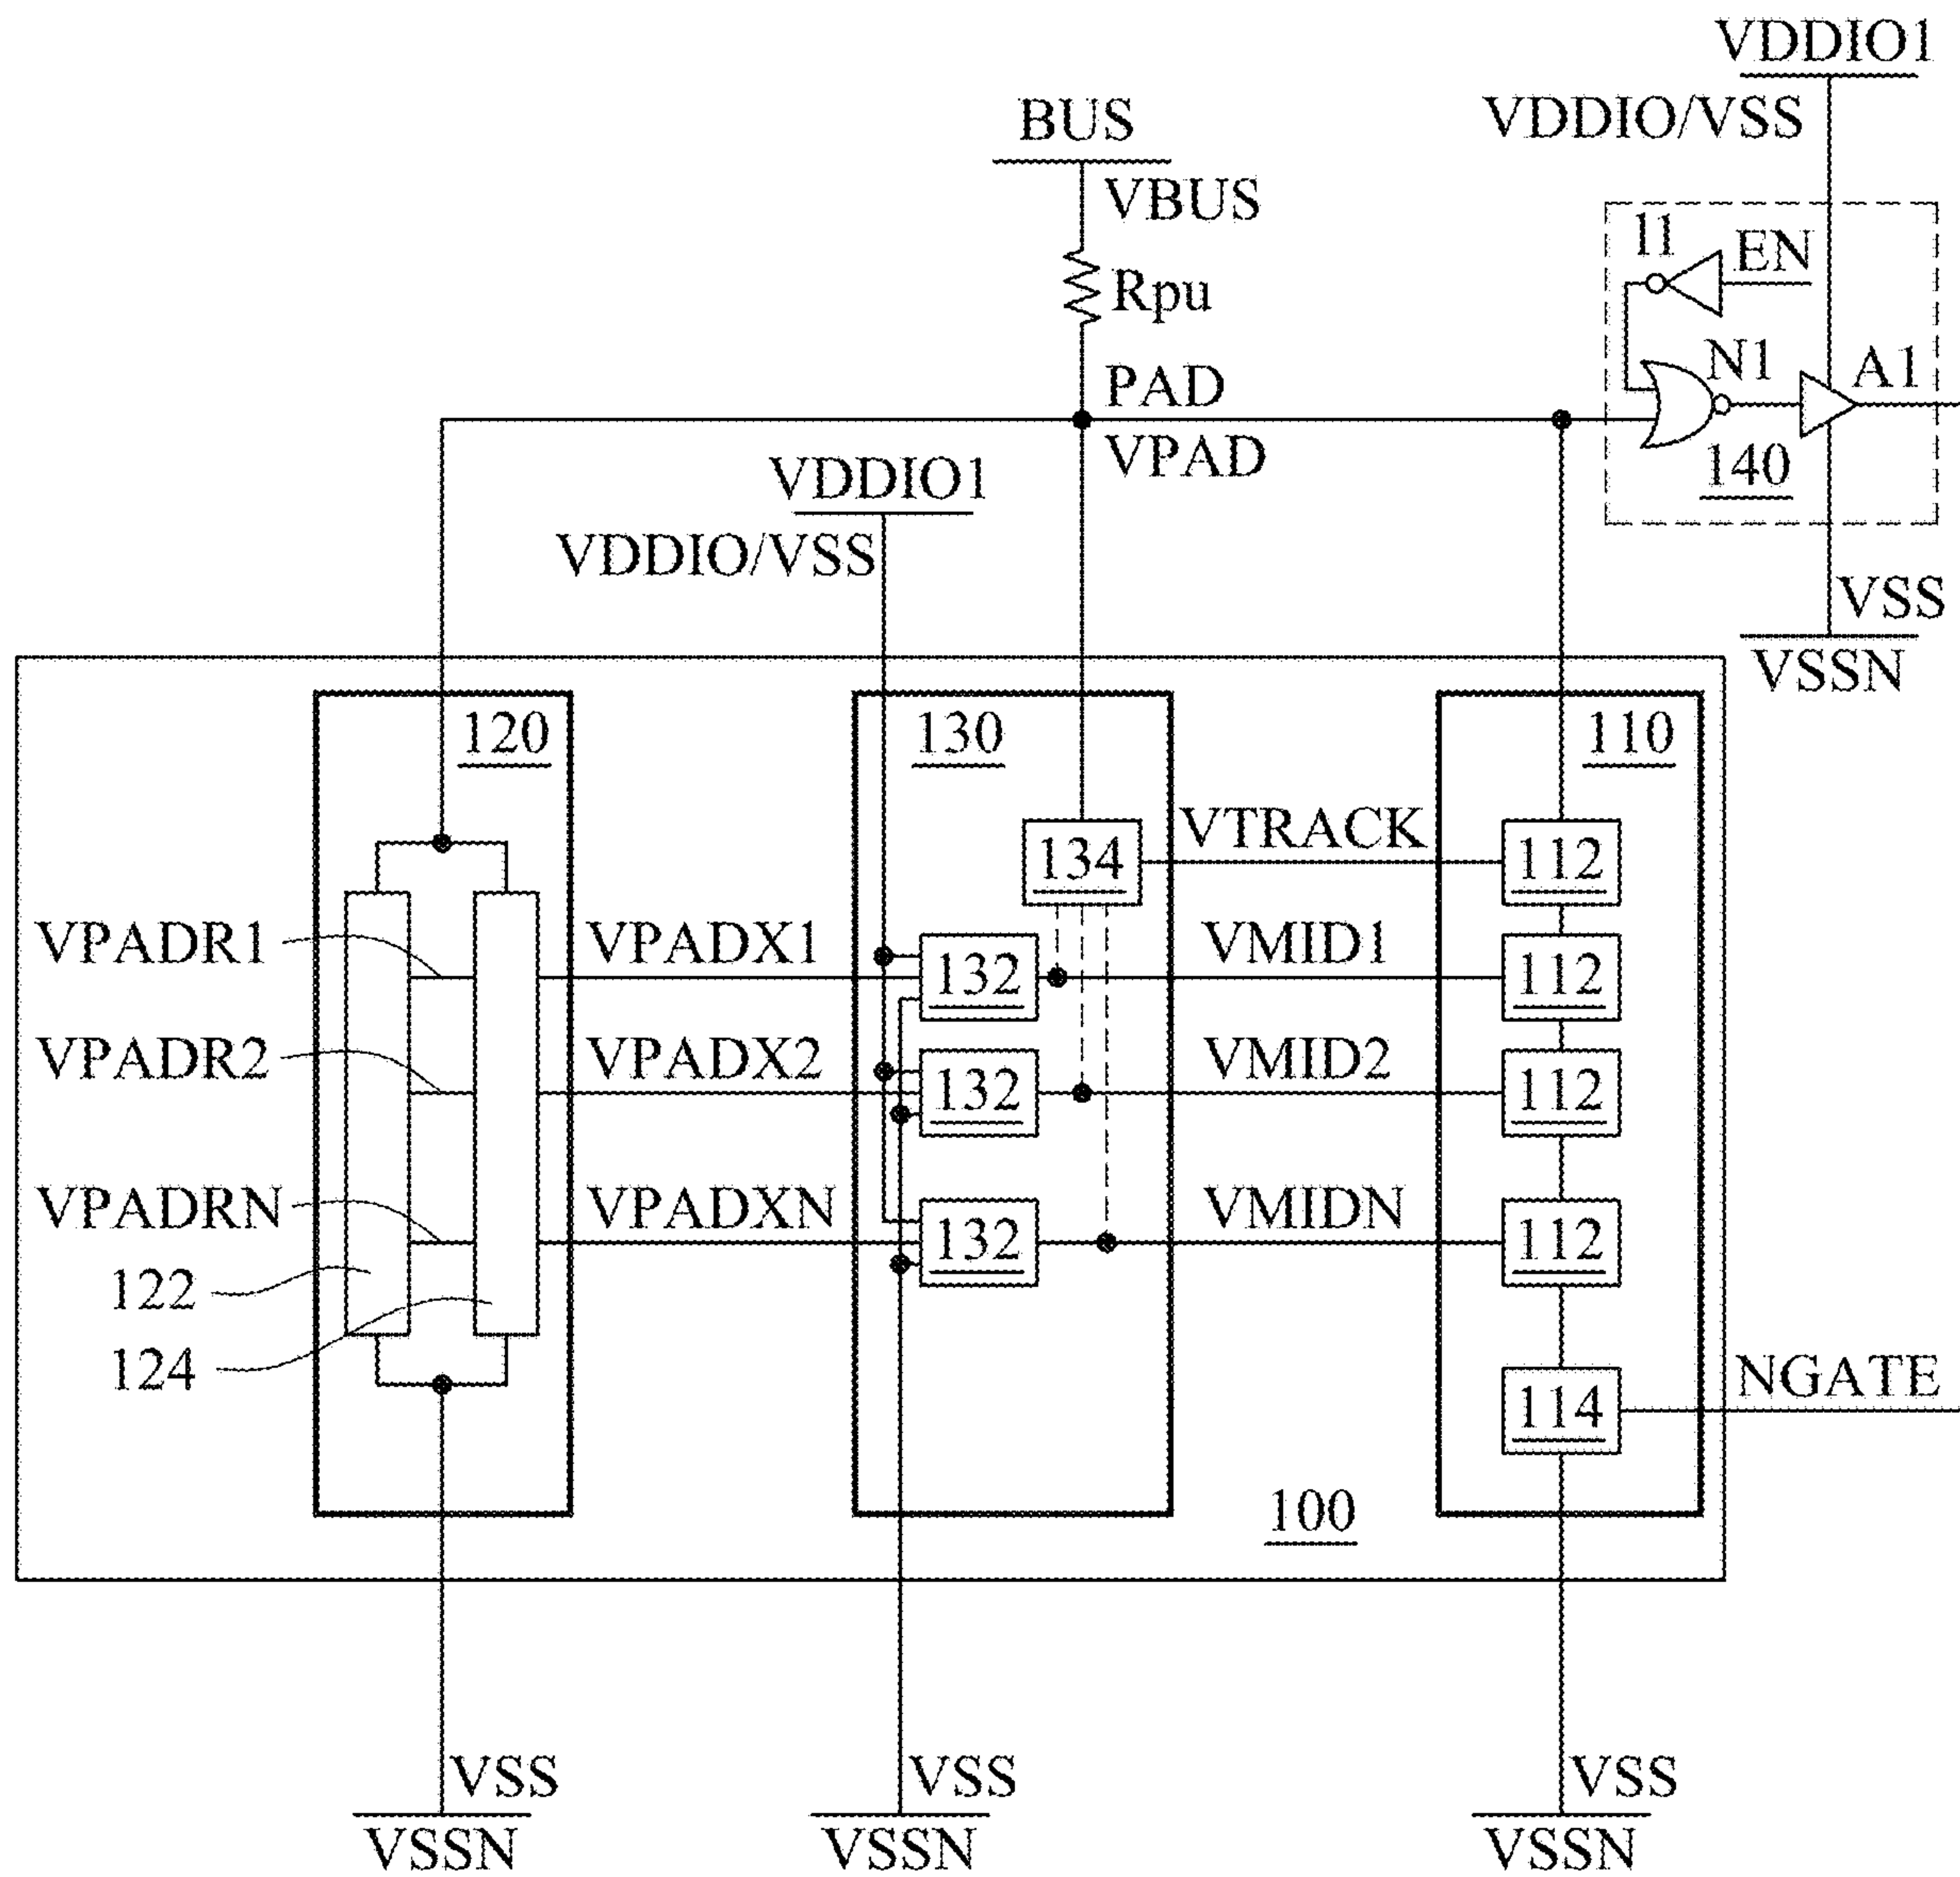 VDDIO1
VDDIO/VSS
BUS
VBUS
I1
EN
Rpu
N1
A1
PAD
VPAD
140
VDDIO1
VDDIO/VSS
VSS
VSSN
120
130
110
134
VTRACK
112
VPADR1
VPADX1
132
VMID1
112
VPADR2
VPADX2
132
VMID2
112
VPADRN
VPADXN
132
VMIDN
112
122
124
114
NGATE
100
VSS
VSS
VSS
VSSN
VSSN
VSSN